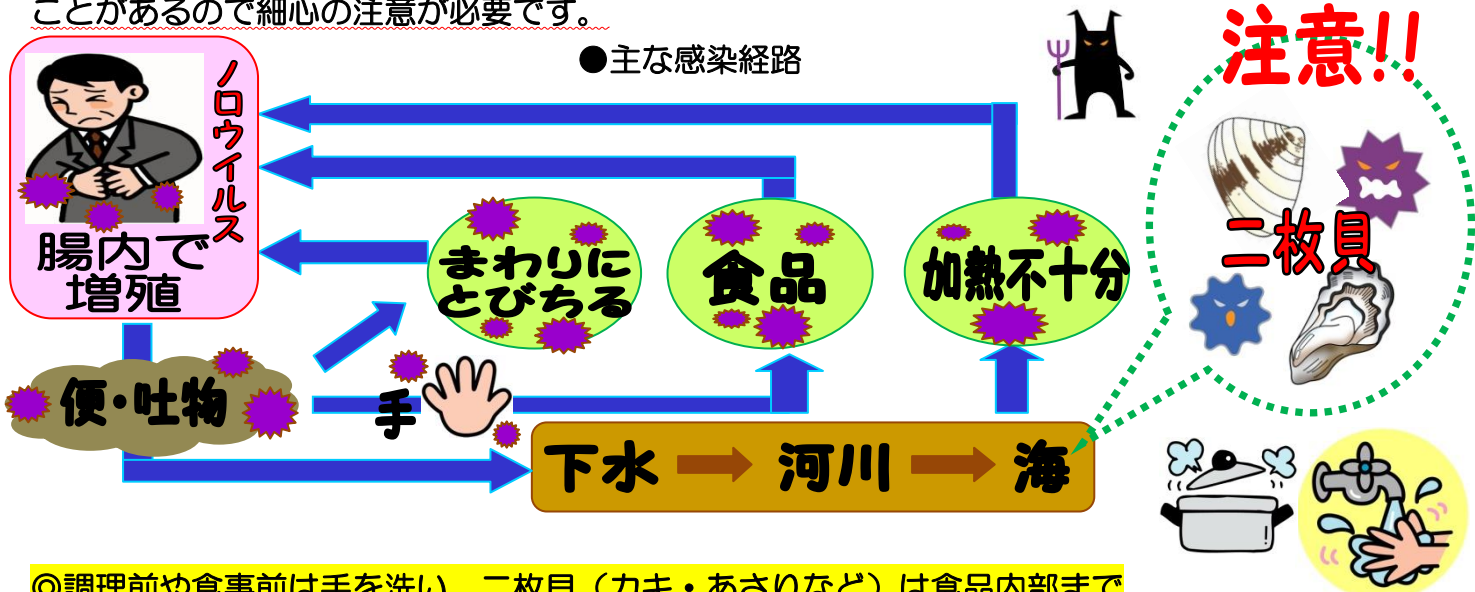 ことがあるので細心の注意が必要です。
●主な感染経路
注意!!
ノロウイルス
腸内で
増殖
まわりに
とびちる
食品
加熱不十分
二枚貝
便・吐物
手
下水
河川
海
◎調理前や食事前は手を洗い、二枚貝（カキ・あさりなど）は食品内部まで